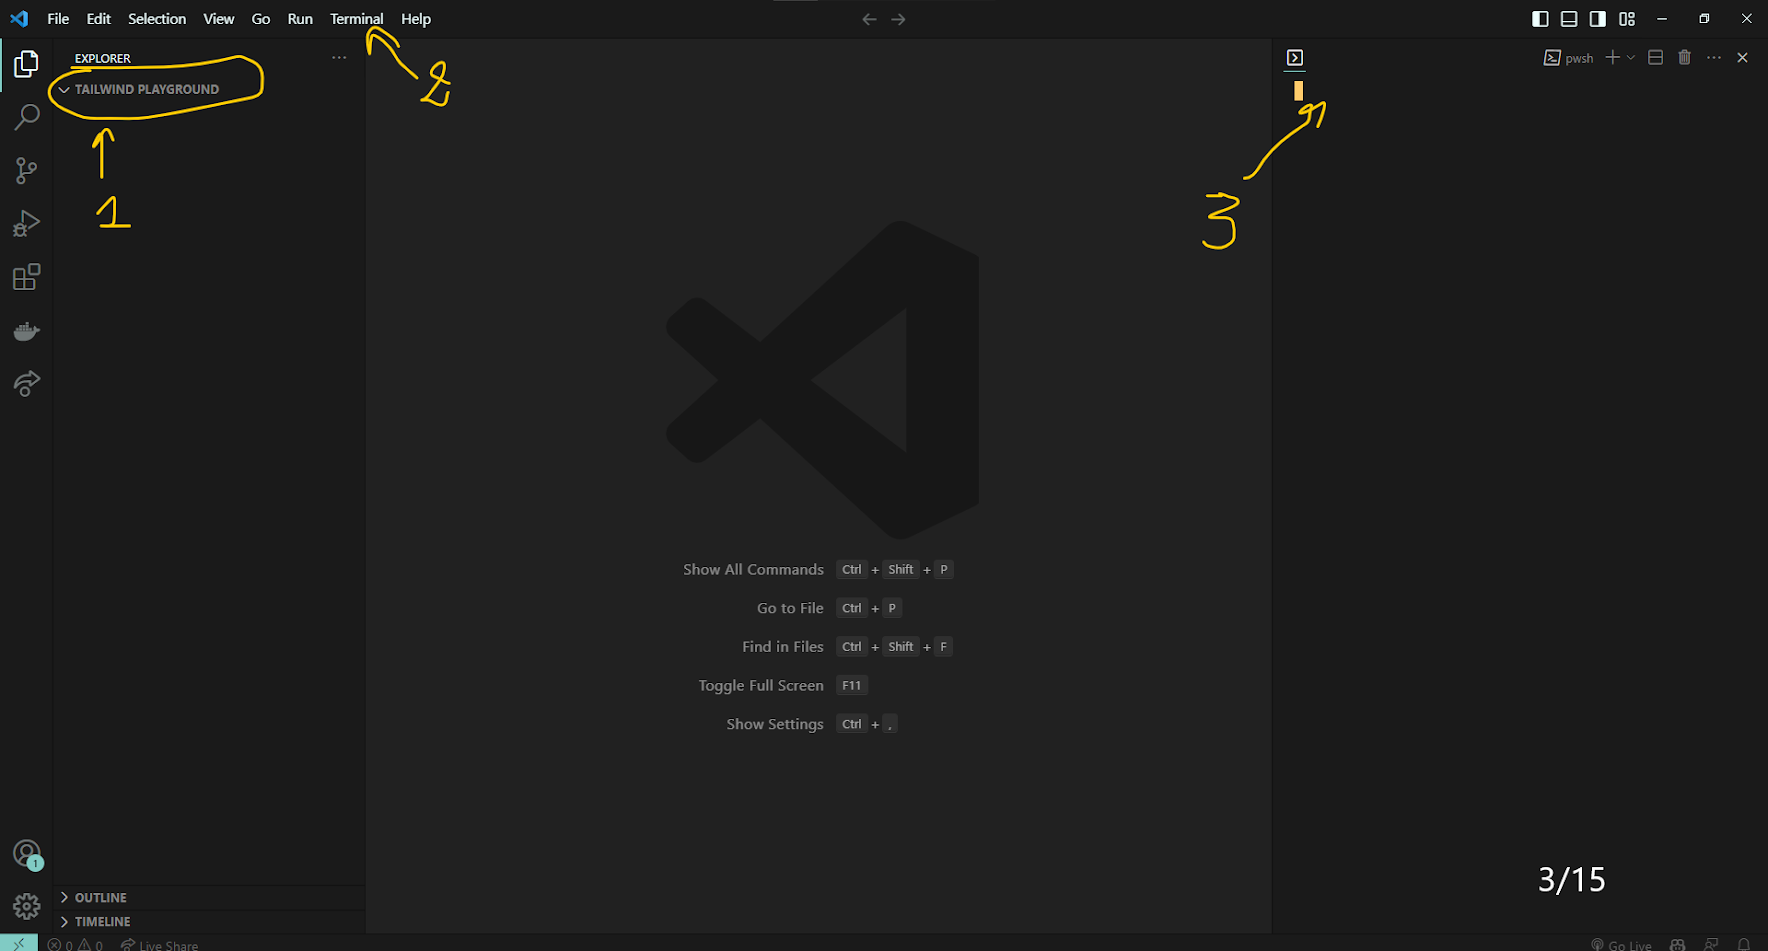 File Edit Selection View Go Run Terminal Help
EXPLORER
TAILWIND PLAYGROUND
1
2
3
pwsh
Show All Commands Ctrl + Shift + P
Go to File Ctrl + P
Find in Files Ctrl + Shift + F
Toggle Full Screen F11
Show Settings Ctrl + ,
3/15
1
OUTLINE
TIMELINE
0 0 Live Share
Go Live